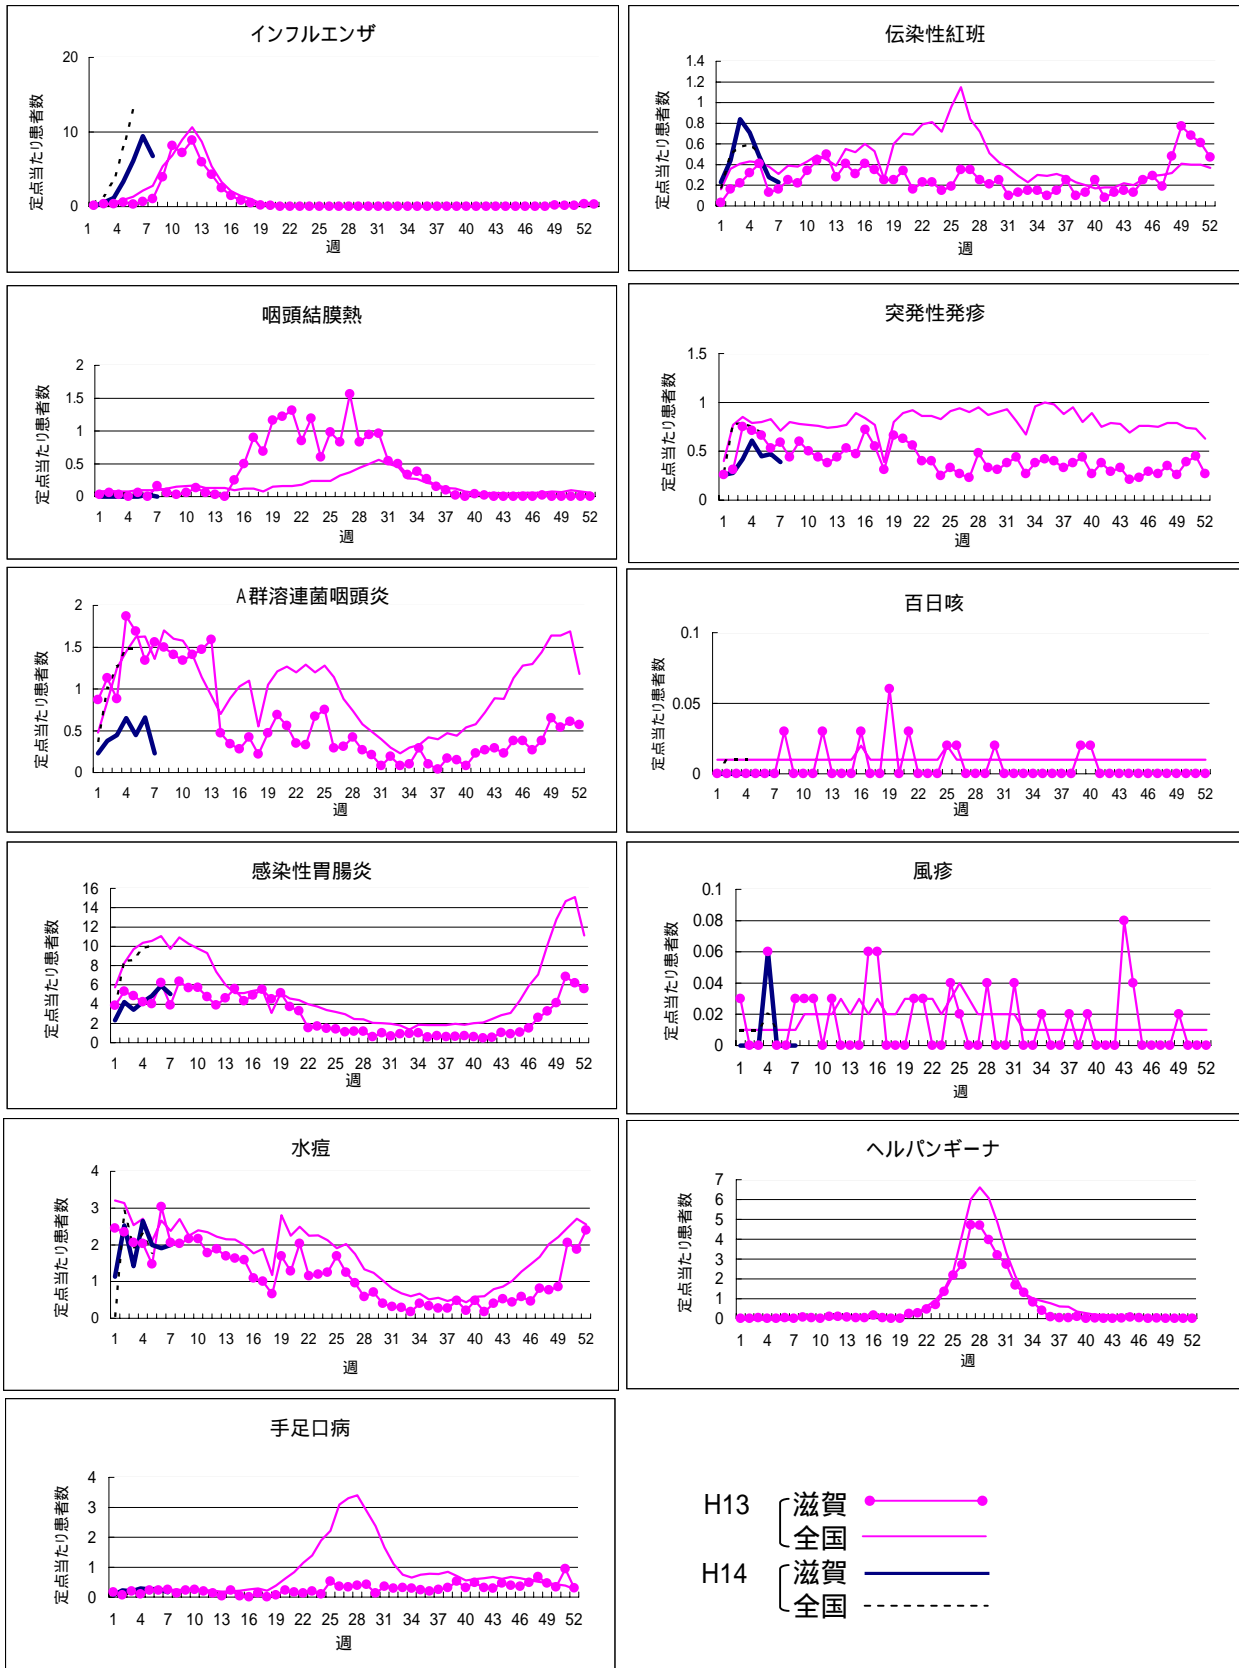 インフルエンザ
定点当たり患者数
20
10
0
1 4 7 10 13 16 19 22 25 28 31 34 37 40 43 46 49 52
週
伝染性紅斑
定点当たり患者数
1.4
1.2
1
0.8
0.6
0.4
0.2
0
1 4 7 10 13 16 19 22 25 28 31 34 37 40 43 46 49 52
週
咽頭結膜熱
定点当たり患者数
2
1.5
1
0.5
0
1 4 7 10 13 16 19 22 25 28 31 34 37 40 43 46 49 52
週
突発性発疹
定点当たり患者数
1.5
1
0.5
0
1 4 7 10 13 16 19 22 25 28 31 34 37 40 43 46 49 52
週
A群溶連菌咽頭炎
定点当たり患者数
2
1.5
1
0.5
0
1 4 7 10 13 16 19 22 25 28 31 34 37 40 43 46 49 52
週
百日咳
定点当たり患者数
0.1
0.05
0
1 4 7 10 13 16 19 22 25 28 31 34 37 40 43 46 49 52
週
感染性胃腸炎
定点当たり患者数
16
14
12
10
8
6
4
2
0
1 4 7 10 13 16 19 22 25 28 31 34 37 40 43 46 49 52
週
風疹
定点当たり患者数
0.1
0.08
0.06
0.04
0.02
0
1 4 7 10 13 16 19 22 25 28 31 34 37 40 43 46 49 52
週
水痘
定点当たり患者数
4
3
2
1
0
1 4 7 10 13 16 19 22 25 28 31 34 37 40 43 46 49 52
週
ヘルパンギーナ
定点当たり患者数
7
6
5
4
3
2
1
0
1 4 7 10 13 16 19 22 25 28 31 34 37 40 43 46 49 52
週
手足口病
定点当たり患者数
4
3
2
1
0
1 4 7 10 13 16 19 22 25 28 31 34 37 40 43 46 49 52
週
H13 滋賀
全国
H14 滋賀
全国